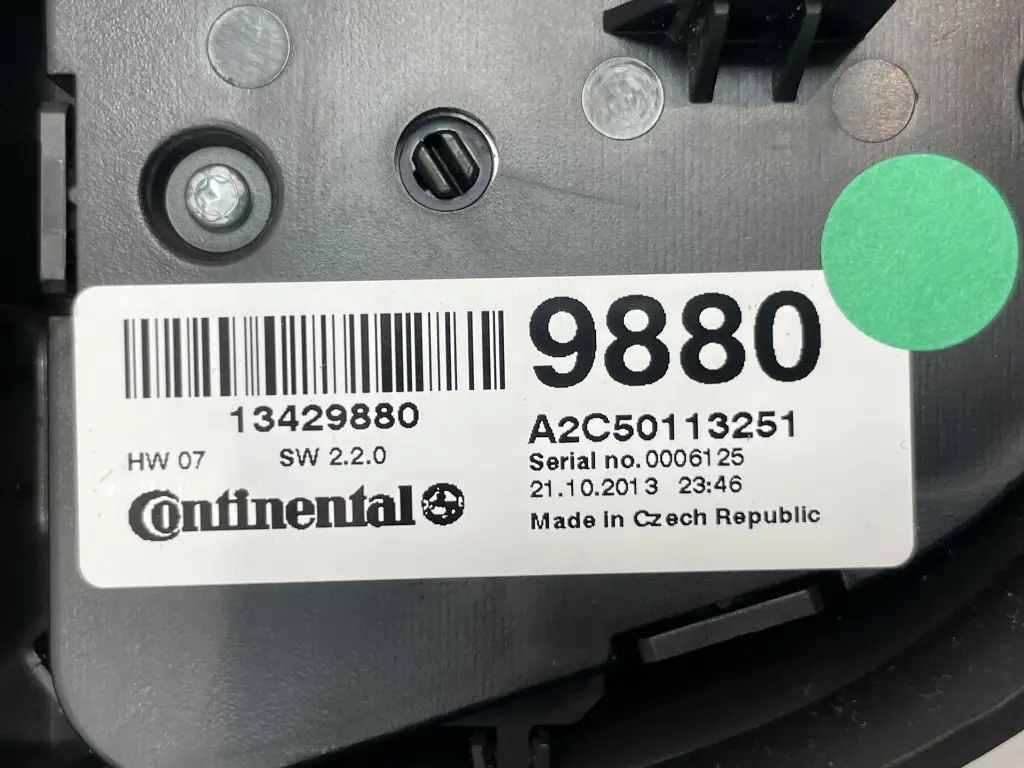 9880
13429880
A2C50113251
HW 07 SW 2.2.0
Serial no.0006125
21.10.2013 23:46
Continental
Made in Czech Republic